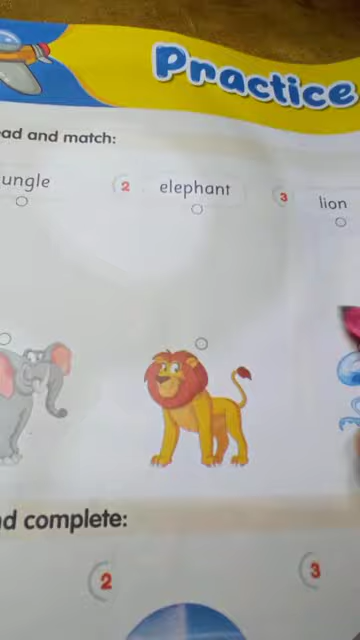 Practice
ad and match:
ungle
2 elephant
3 lion
d complete:
2
3